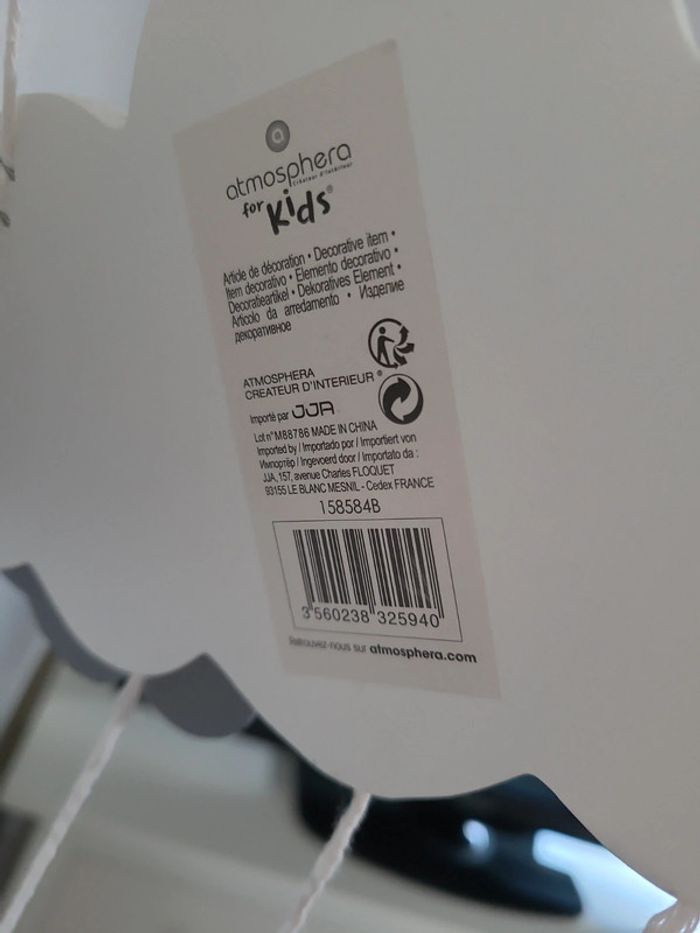 a
atmosphera
Créateur d'intérieur
for Kids®
Article de décoration • Decorative item •
Item decorativo • Elemento decorativo •
Decoratieartikel • Dekoratives Element •
Articolo da arredamento • Изделие
декоративное
ATMOSPHERA
CREATEUR D'INTERIEUR®
Importé par JJA
Lot n° M88786 MADE IN CHINA
Imported by / Importado por / Importiert von
Импортёр / Ingevoerd door / Importato da :
JJA, 157, avenue Charles FLOQUET
93155 LE BLANC MESNIL - Cedex FRANCE
158584B
3 560238 325940
Retrouvez-nous sur atmosphera.com